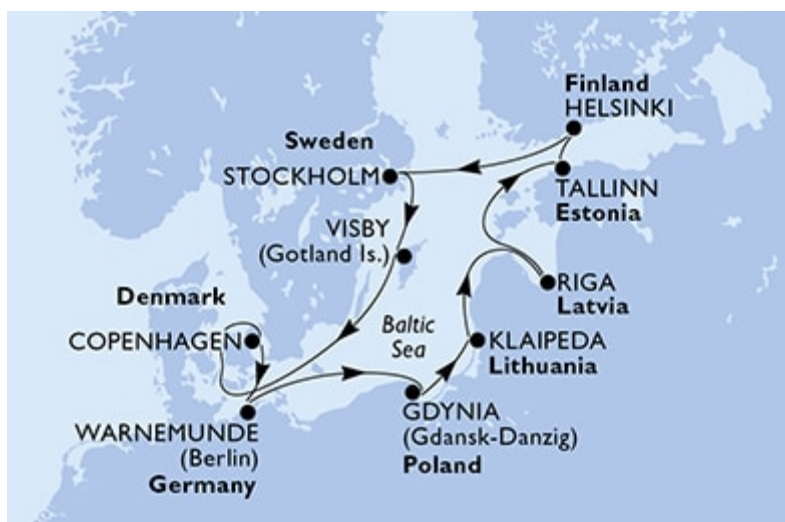 Finland
HELSINKI
Sweden
STOCKHOLM
TALLINN
Estonia
VISBY
(Gotland Is.)
RIGA
Latvia
Denmark
COPENHAGEN
Baltic
Sea
KLAIPEDA
Lithuania
GDYNIA
(Gdansk-Danzig)
Poland
WARNEMUNDE
(Berlin)
Germany